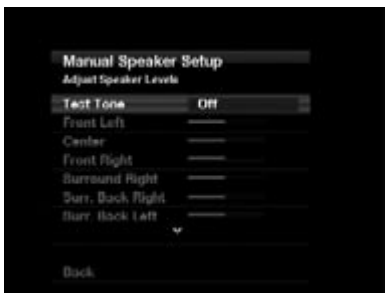 Manual Speaker Setup
Adjust Speaker Levels
Test Tone Off
Front Left
Center
Front Right
Surround Right
Surr. Back Right
Surr. Back Left
Back